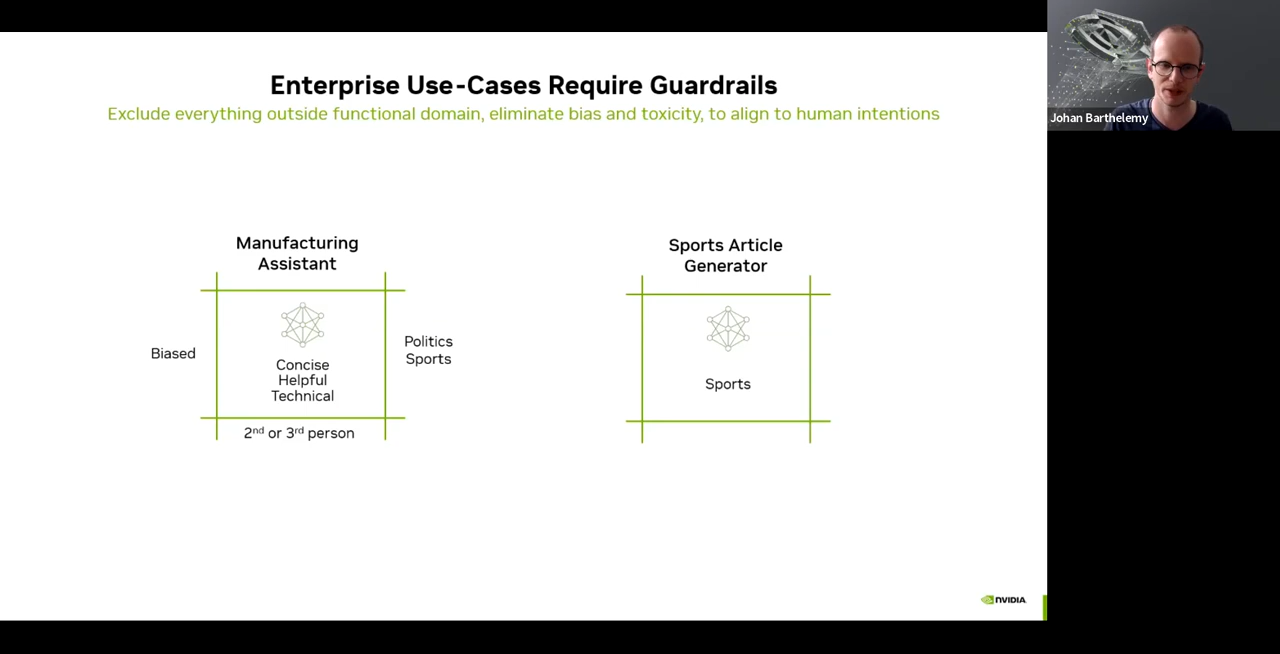 Enterprise Use-Cases Require Guardrails
Exclude everything outside functional domain, eliminate bias and toxicity, to align to human intentions
Manufacturing
Assistant
Biased
Concise
Helpful
Technical
Politics
Sports
2nd or 3rd person
Sports Article
Generator
Sports
NVIDIA
Johan Barthelemy